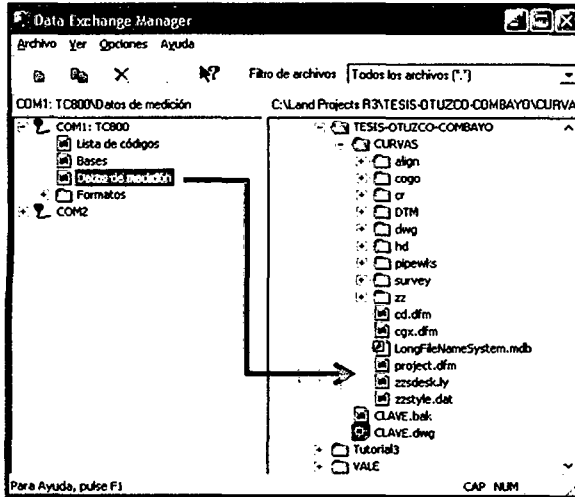 Data Exchange Manager
Archivo Ver Opciones Ayuda
Filtro de archivos Todos los archivos (*.*)
COM1: TC800\Datos de medición
C:\Land Projects R3\TESIS-OTUZCO-COMBAYO\CURVA
COM1: TC800
Lista de códigos
Bases
Datos de medición
Formatos
COM2
TESIS-OTUZCO-COMBAYO
CURVAS
align
cogo
cr
DTM
dwg
hd
pipewks
survey
zz
cd.dfm
cgx.dfm
LongFileNameSystem.mdb
project.dfm
zzsdesk.ly
zzstyle.dat
CLAVE.bak
CLAVE.dwg
Tutorial3
VALE
Para Ayuda, pulse F1
CAP NUM